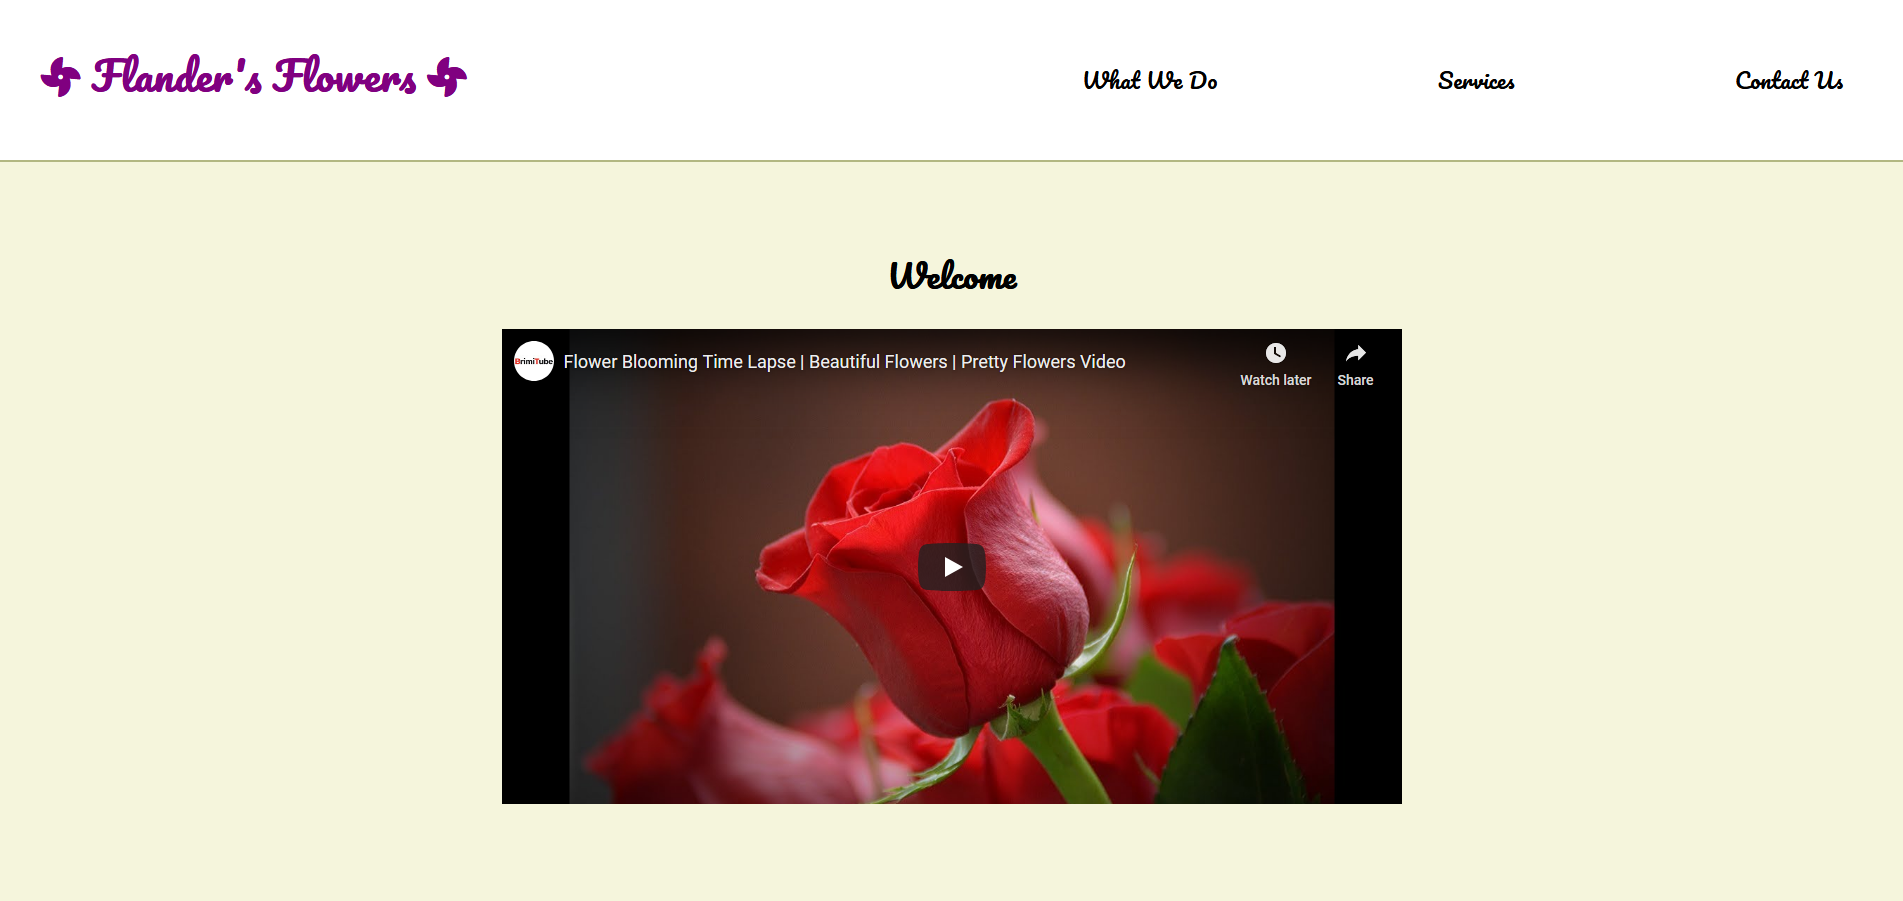 Flander's Flowers
What We Do
Services
Contact Us
Welcome
BrimiTube
Flower Blooming Time Lapse | Beautiful Flowers | Pretty Flowers Video
Watch later
Share